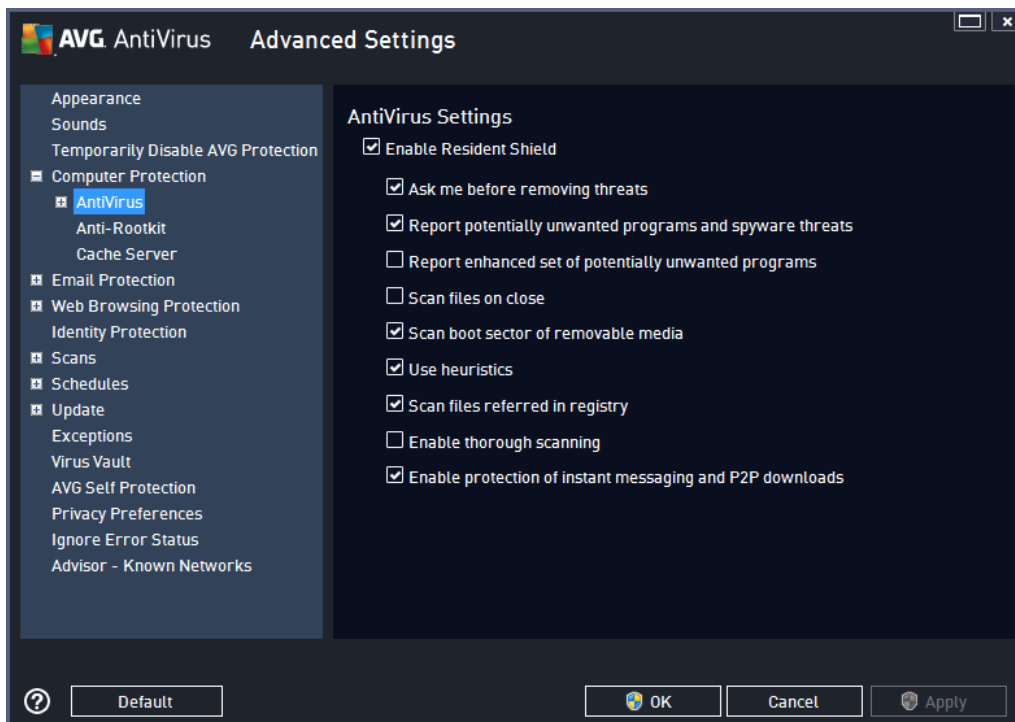 AVG AntiVirus Advanced Settings
Appearance
Sounds
Temporarily Disable AVG Protection
Computer Protection
AntiVirus
Anti-Rootkit
Cache Server
Email Protection
Web Browsing Protection
Identity Protection
Scans
Schedules
Update
Exceptions
Virus Vault
AVG Self Protection
Privacy Preferences
Ignore Error Status
Advisor - Known Networks
AntiVirus Settings
Enable Resident Shield
Ask me before removing threats
Report potentially unwanted programs and spyware threats
Report enhanced set of potentially unwanted programs
Scan files on close
Scan boot sector of removable media
Use heuristics
Scan files referred in registry
Enable thorough scanning
Enable protection of instant messaging and P2P downloads
? Default OK Cancel Apply